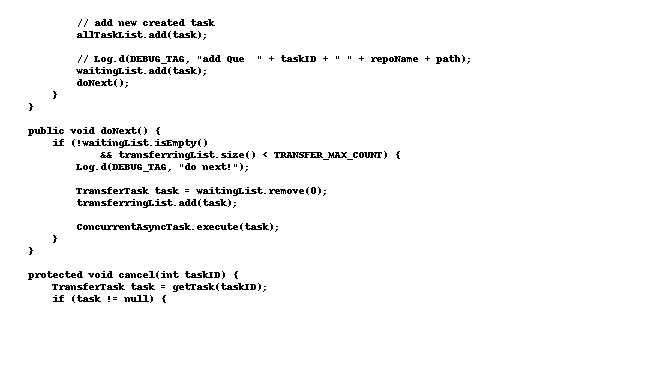 // add new created task
allTaskList.add(task);
// Log.d(DEBUG_TAG, "add Que  " + taskID + " " + repoName + path);
waitingList.add(task);
doNext();
}
}
public void doNext() {
if (!waitingList.isEmpty()
&& transferringList.size() < TRANSFER_MAX_COUNT) {
Log.d(DEBUG_TAG, "do next!");
TransferTask task = waitingList.remove(0);
transferringList.add(task);
ConcurrentAsyncTask.execute(task);
}
}
protected void cancel(int taskID) {
TransferTask task = getTask(taskID);
if (task != null) {